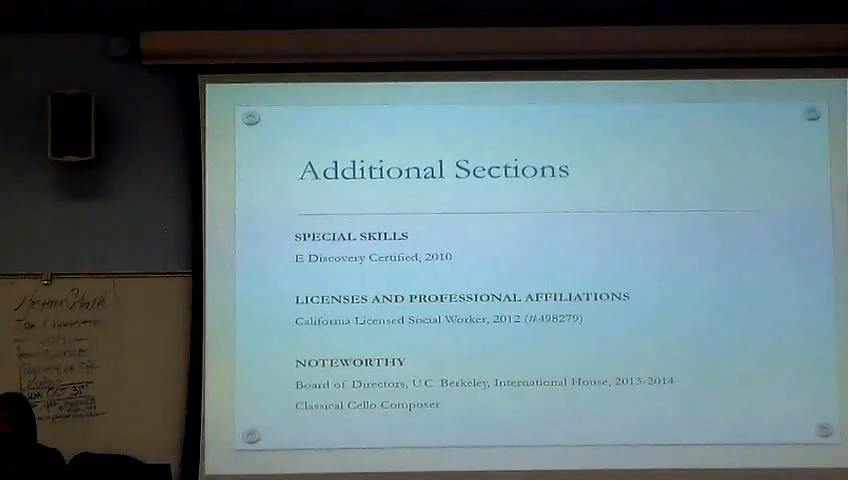 Additional Sections
SPECIAL SKILLS
E Discovery Certified, 2010
LICENSES AND PROFESSIONAL AFFILIATIONS
California Licensed Social Worker, 2012 (#498279)
NOTEWORTHY
Board of Directors, UC Berkeley, International House, 2013-2014
Classical Cello Composer